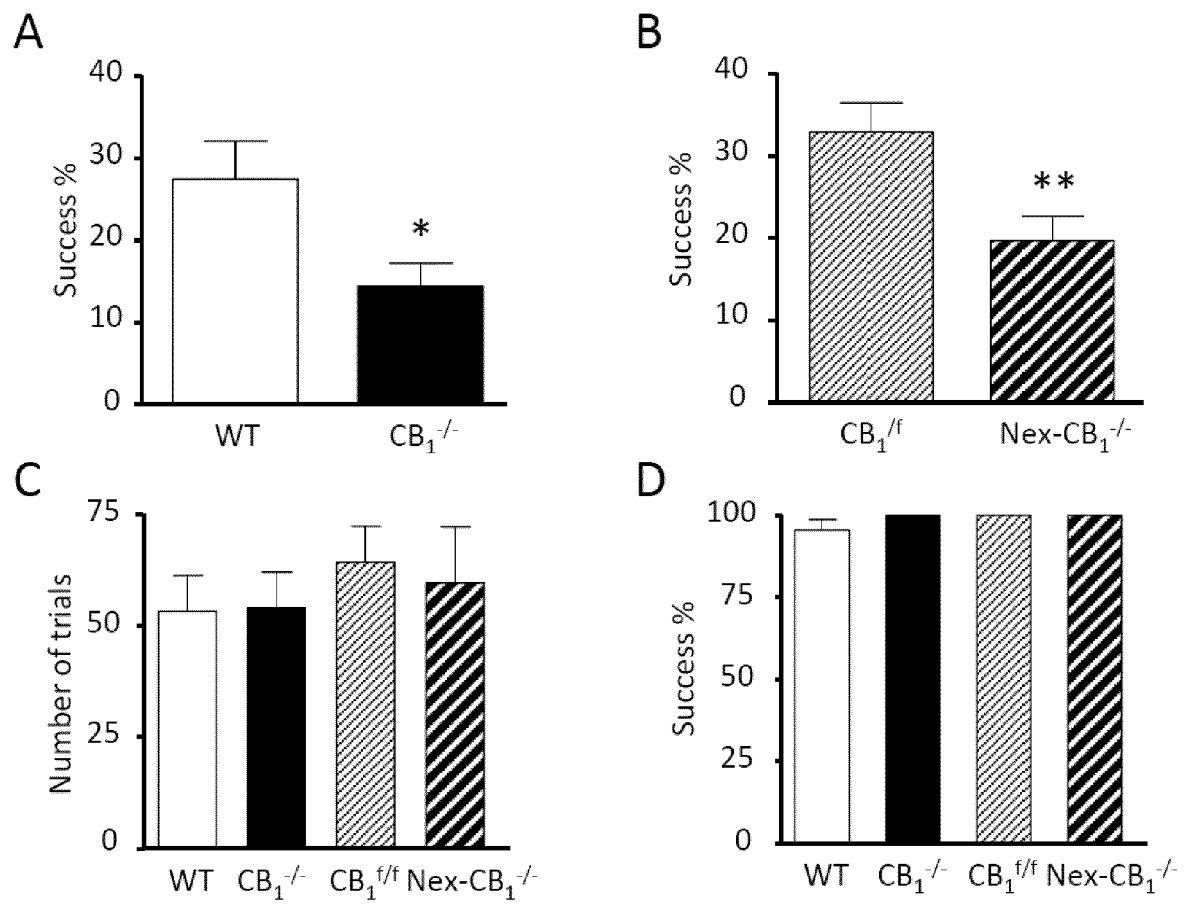 A
Success %
40
30
20
10
0
*
WT
CB₁⁻/⁻
B
Success %
40
30
20
10
0
**
CB₁/f
Nex-CB₁⁻/⁻
C
Number of trials
75
50
25
0
WT
CB₁⁻/⁻
CB₁f/f
Nex-CB₁⁻/⁻
D
Success %
100
75
50
25
0
WT
CB₁⁻/⁻
CB₁f/f
Nex-CB₁⁻/⁻